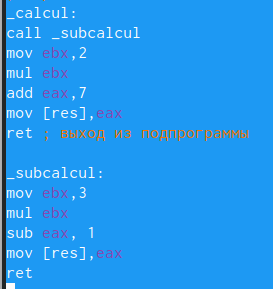 _calcul:
call _subcalcul
mov ebx,2
mul ebx
add eax,7
mov [res],eax
ret ; выход из подпрограммы
_subcalcul:
mov ebx,3
mul ebx
sub eax, 1
mov [res],eax
ret